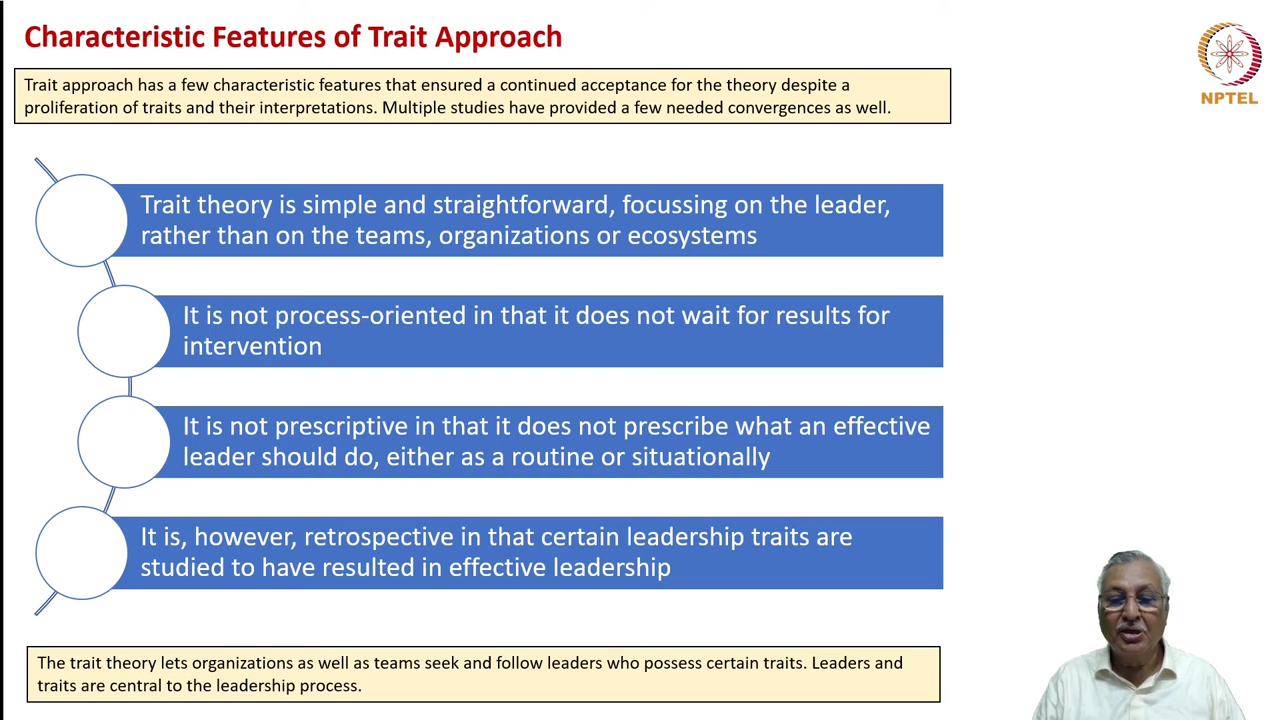 Characteristic Features of Trait Approach
Trait approach has a few characteristic features that ensured a continued acceptance for the theory despite a
proliferation of traits and their interpretations. Multiple studies have provided a few needed convergences as well.
NPTEL
Trait theory is simple and straightforward, focussing on the leader,
rather than on the teams, organizations or ecosystems
It is not process-oriented in that it does not wait for results for
intervention
It is not prescriptive in that it does not prescribe what an effective
leader should do, either as a routine or situationally
It is, however, retrospective in that certain leadership traits are
studied to have resulted in effective leadership
The trait theory lets organizations as well as teams seek and follow leaders who possess certain traits. Leaders and
traits are central to the leadership process.